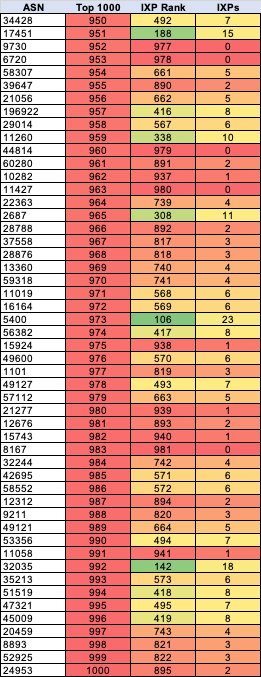 ASN Top 1000 IXP Rank IXPs
34428 950 492 7
17451 951 188 15
9730 952 977 0
6720 953 978 0
58307 954 661 5
39647 955 890 2
21056 956 662 5
196922 957 416 8
29014 958 567 6
11260 959 338 10
44814 960 979 0
60280 961 891 2
10282 962 937 1
11427 963 980 0
22363 964 739 4
2687 965 308 11
28788 966 892 2
37558 967 817 3
28876 968 818 3
13360 969 740 4
59318 970 741 4
11019 971 568 6
16164 972 569 6
5400 973 106 23
56382 974 417 8
15924 975 938 1
49600 976 570 6
1101 977 819 3
49127 978 493 7
57112 979 663 5
21277 980 939 1
12676 981 893 2
15743 982 940 1
8167 983 981 0
32244 984 742 4
42695 985 571 6
58552 986 572 6
12312 987 894 2
9211 988 820 3
49121 989 664 5
53356 990 494 7
11058 991 941 1
32035 992 142 18
35213 993 573 6
51519 994 418 8
47321 995 495 7
45009 996 419 8
20459 997 743 4
8893 998 821 3
52925 999 822 3
24953 1000 895 2